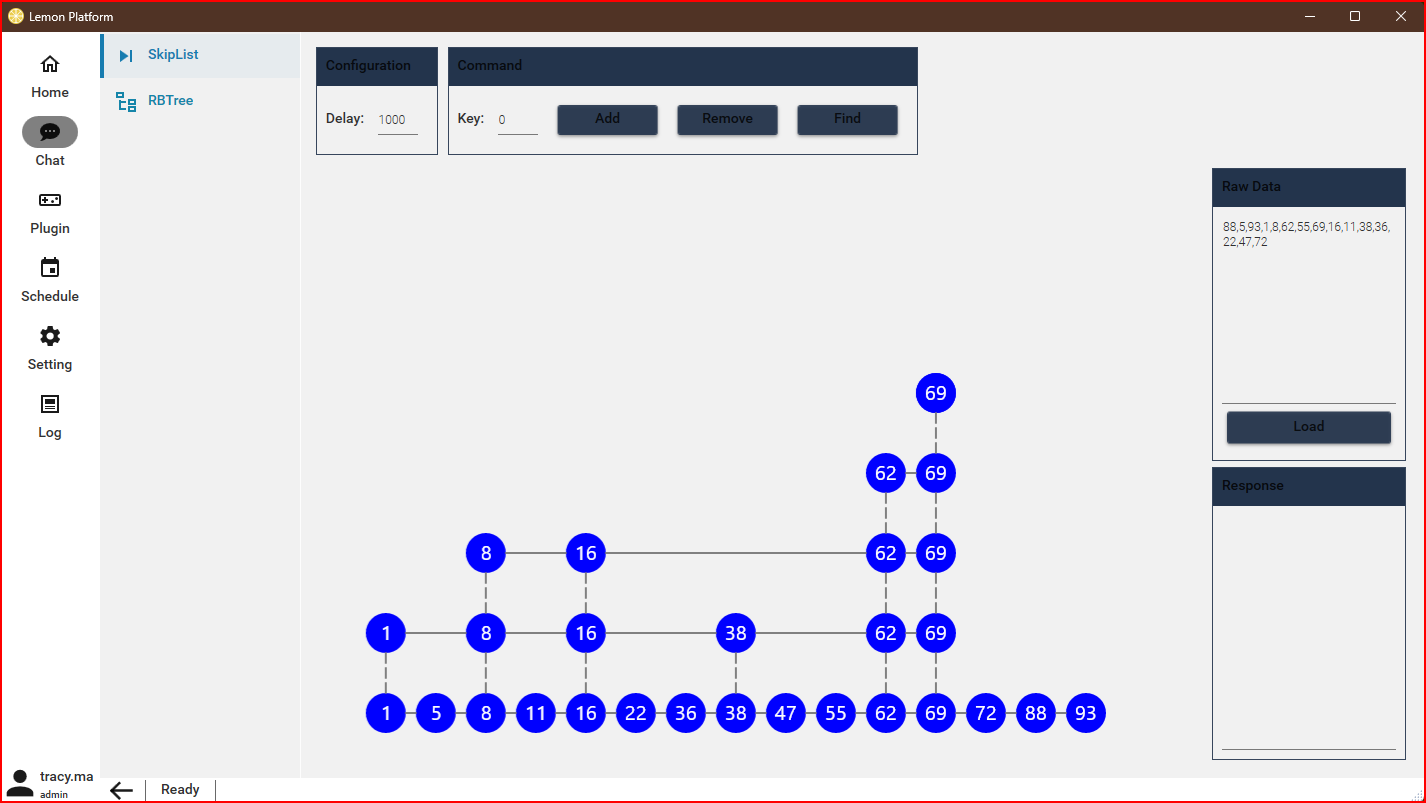 Lemon Platform
Home
Chat
Plugin
Schedule
Setting
Log
tracy.ma
admin
SkipList
RBTree
Configuration
Delay: 1000
Command
Key: 0 Add Remove Find
Raw Data
88,5,93,1,8,62,55,69,16,11,38,36,
22,47,72
Load
Response
69
62 69
8 16 62 69
1 8 16 38 62 69
1 5 8 11 16 22 36 38 47 55 62 69 72 88 93
Ready